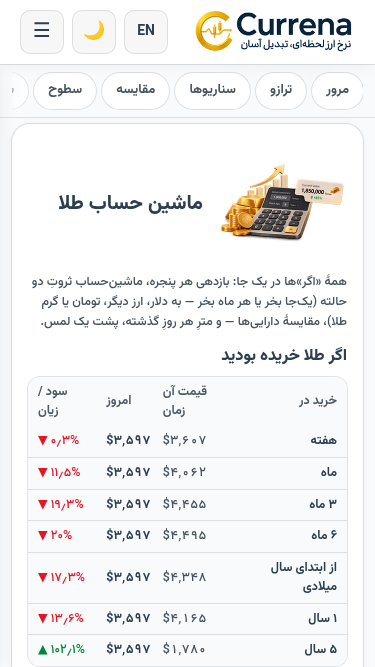 Currena
نرخ ارز لحظه‌ای، تبدیل آسان
EN
مرور
ترازو
سناریوها
مقایسه
سطوح
ماشین حساب طلا
1,850,000
همهٔ «اگر»ها در یک جا: بازدهی هر پنجره، ماشین‌حساب ثروتِ دو
حالته (یک‌جا بخر یا هر ماه بخر — به دلار، ارز دیگر، تومان یا گرم
طلا)، مقایسهٔ دارایی‌ها — و مترِ هر روزِ گذشته، پشت یک لمس.
اگر طلا خریده بودید
خرید در	قیمت آن زمان	امروز	سود / زیان
هفته	$۳,۶۰۷	$۳,۵۹۷	▼ ۰٫۳%
ماه	$۴,۰۶۲	$۳,۵۹۷	▼ ۱۱٫۵%
۳ ماه	$۴,۴۵۵	$۳,۵۹۷	▼ ۱۹٫۳%
۶ ماه	$۴,۴۹۵	$۳,۵۹۷	▼ ۲۰%
از ابتدای سال میلادی	$۴,۳۴۸	$۳,۵۹۷	▼ ۱۷٫۳%
۱ سال	$۴,۱۶۵	$۳,۵۹۷	▼ ۱۳٫۶%
۵ سال	$۱,۷۸۰	$۳,۵۹۷	▲ ۱۰۲٫۱%